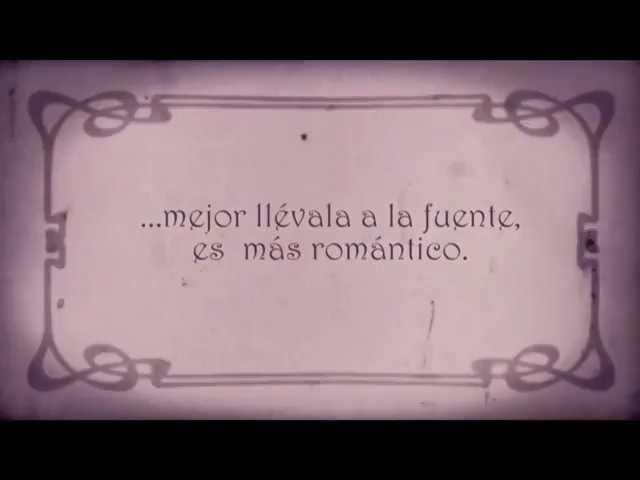 ...mejor llévala a la fuente,
es más romántico.